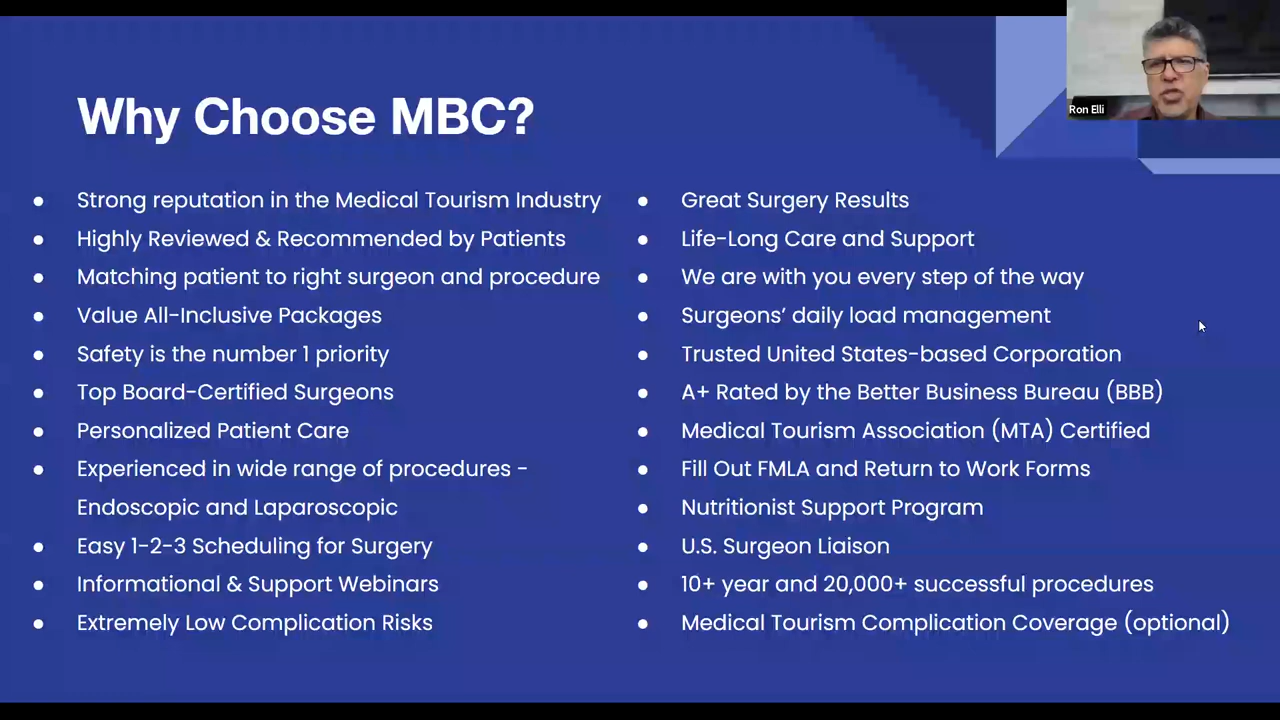 Why Choose MBC?
Ron Elli
Strong reputation in the Medical Tourism Industry
Highly Reviewed & Recommended by Patients
Matching patient to right surgeon and procedure
Value All-Inclusive Packages
Safety is the number 1 priority
Top Board-Certified Surgeons
Personalized Patient Care
Experienced in wide range of procedures -
Endoscopic and Laparoscopic
Easy 1-2-3 Scheduling for Surgery
Informational & Support Webinars
Extremely Low Complication Risks
Great Surgery Results
Life-Long Care and Support
We are with you every step of the way
Surgeons’ daily load management
Trusted United States-based Corporation
A+ Rated by the Better Business Bureau (BBB)
Medical Tourism Association (MTA) Certified
Fill Out FMLA and Return to Work Forms
Nutritionist Support Program
U.S. Surgeon Liaison
10+ year and 20,000+ successful procedures
Medical Tourism Complication Coverage (optional)